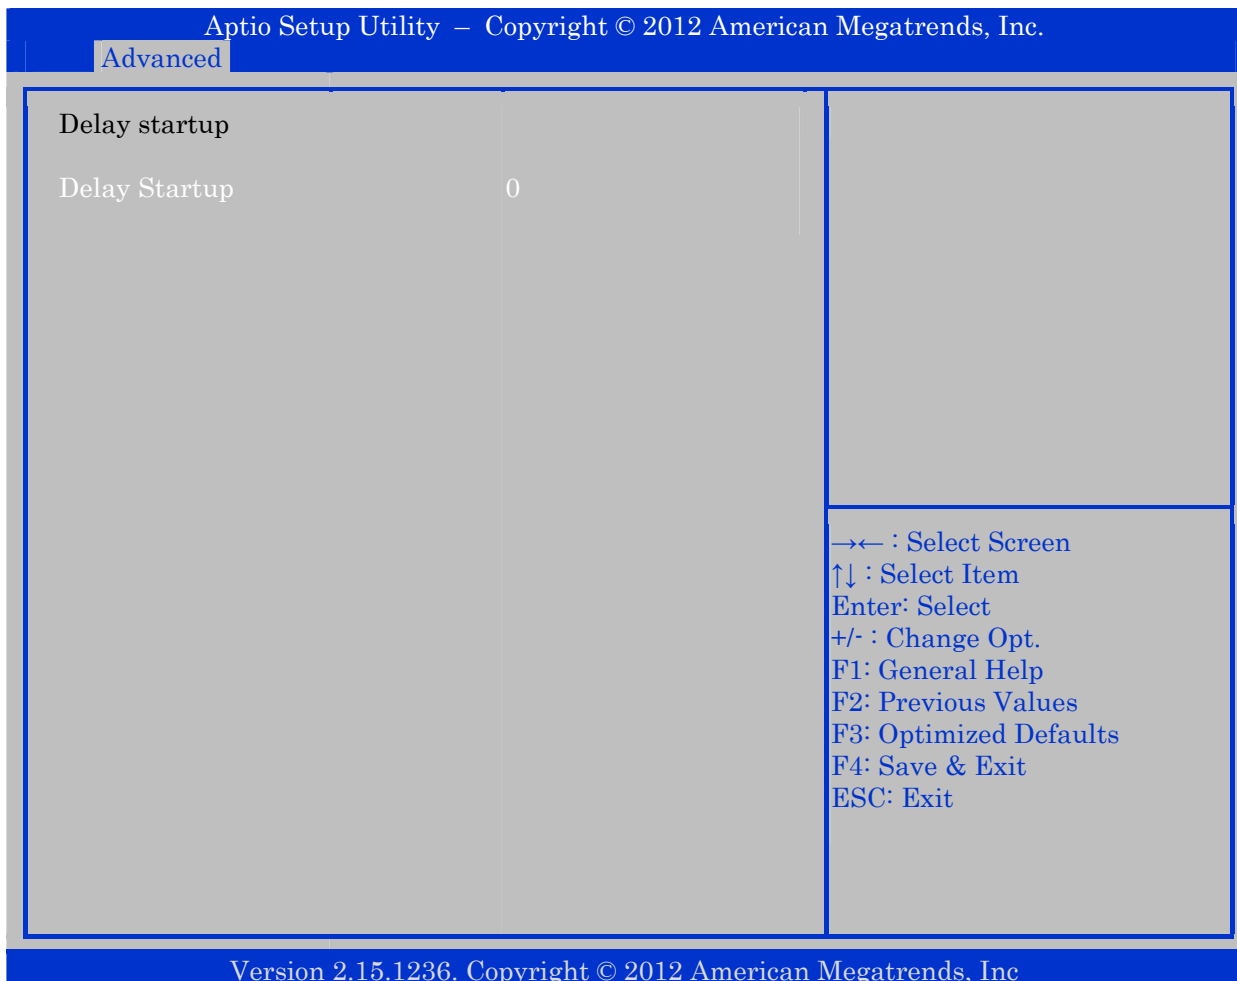 Aptio Setup Utility – Copyright © 2012 American Megatrends, Inc.
Advanced
Delay startup
Delay Startup 0
→← : Select Screen
↑↓ : Select Item
Enter: Select
+/- : Change Opt.
F1: General Help
F2: Previous Values
F3: Optimized Defaults
F4: Save & Exit
ESC: Exit
Version 2.15.1236. Copyright © 2012 American Megatrends, Inc